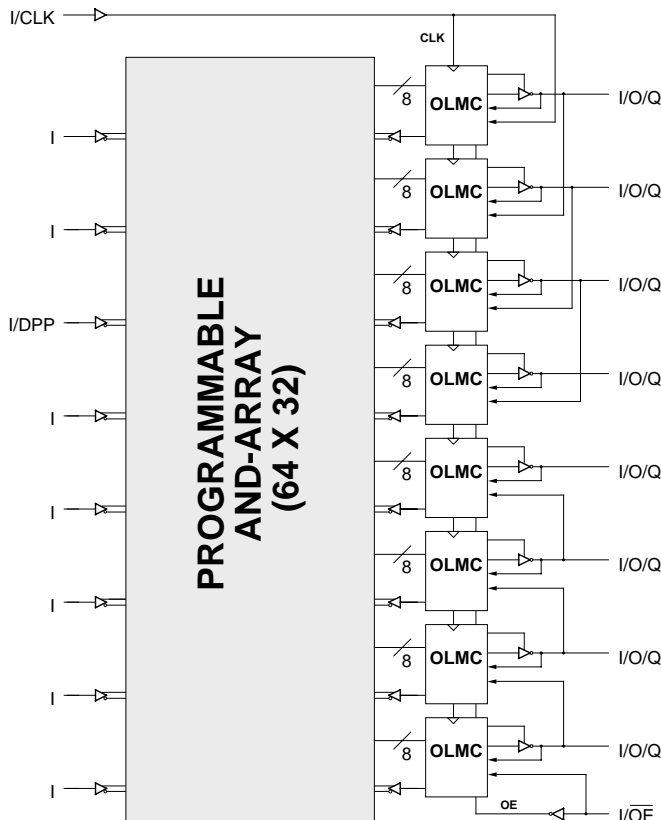 I/CLK
CLK
8
OLMC
I/O/Q
I
8
OLMC
I/O/Q
I
8
OLMC
I/O/Q
I/DPP
8
OLMC
I/O/Q
I
8
OLMC
I/O/Q
I
8
OLMC
I/O/Q
I
8
OLMC
I/O/Q
I
8
OLMC
I/O/Q
I
OE
I/O̅E̅
PROGRAMMABLE
AND-ARRAY
(64 X 32)